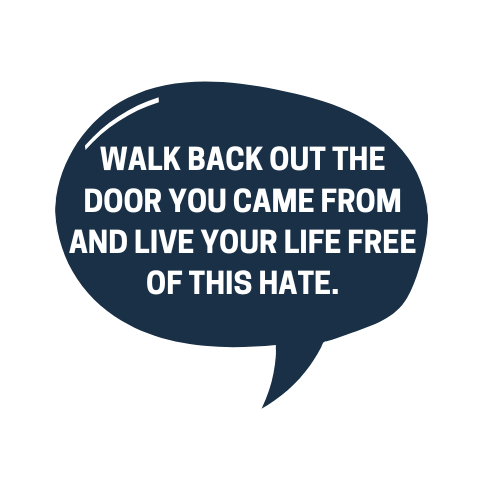 WALK BACK OUT THE
DOOR YOU CAME FROM
AND LIVE YOUR LIFE FREE
OF THIS HATE.